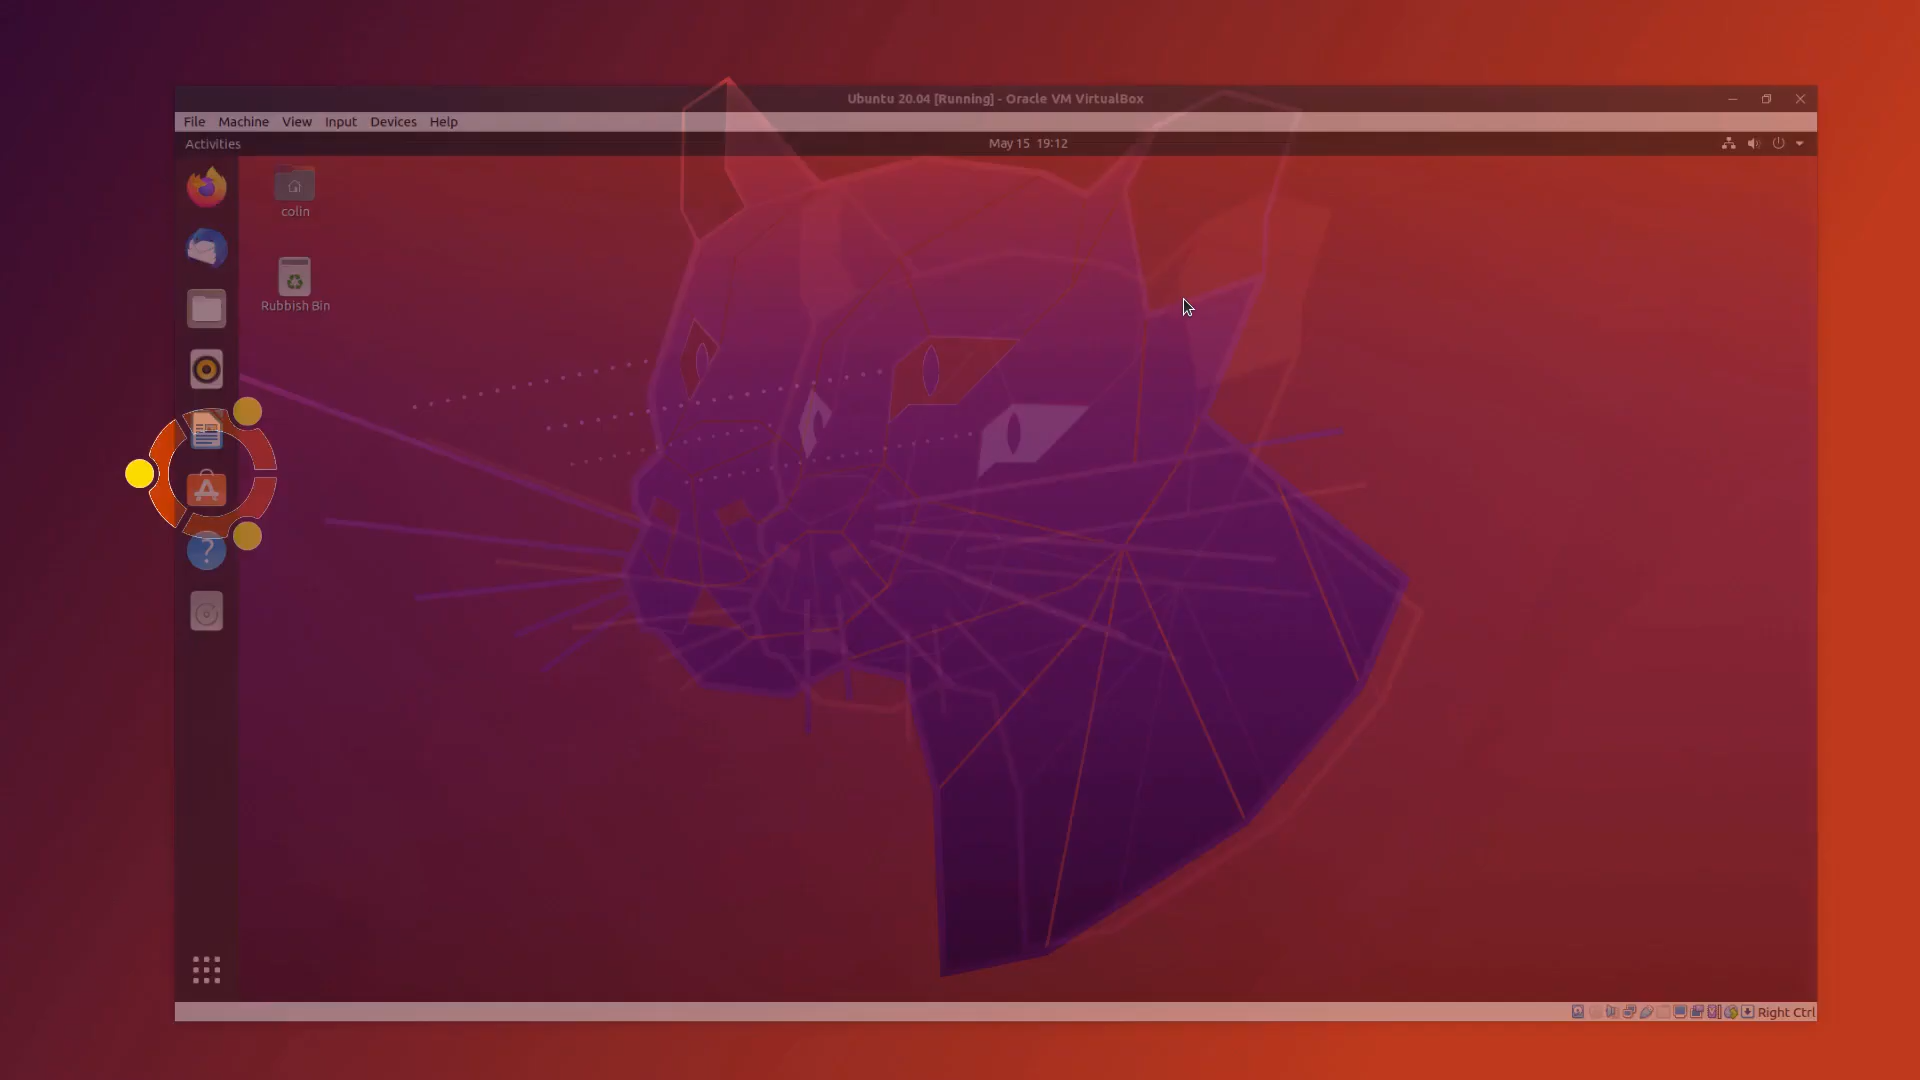 Ubuntu 20.04 [Running] - Oracle VM VirtualBox
File Machine View Input Devices Help
Activities
May 15 19:12
colin
Rubbish Bin
Right Ctrl